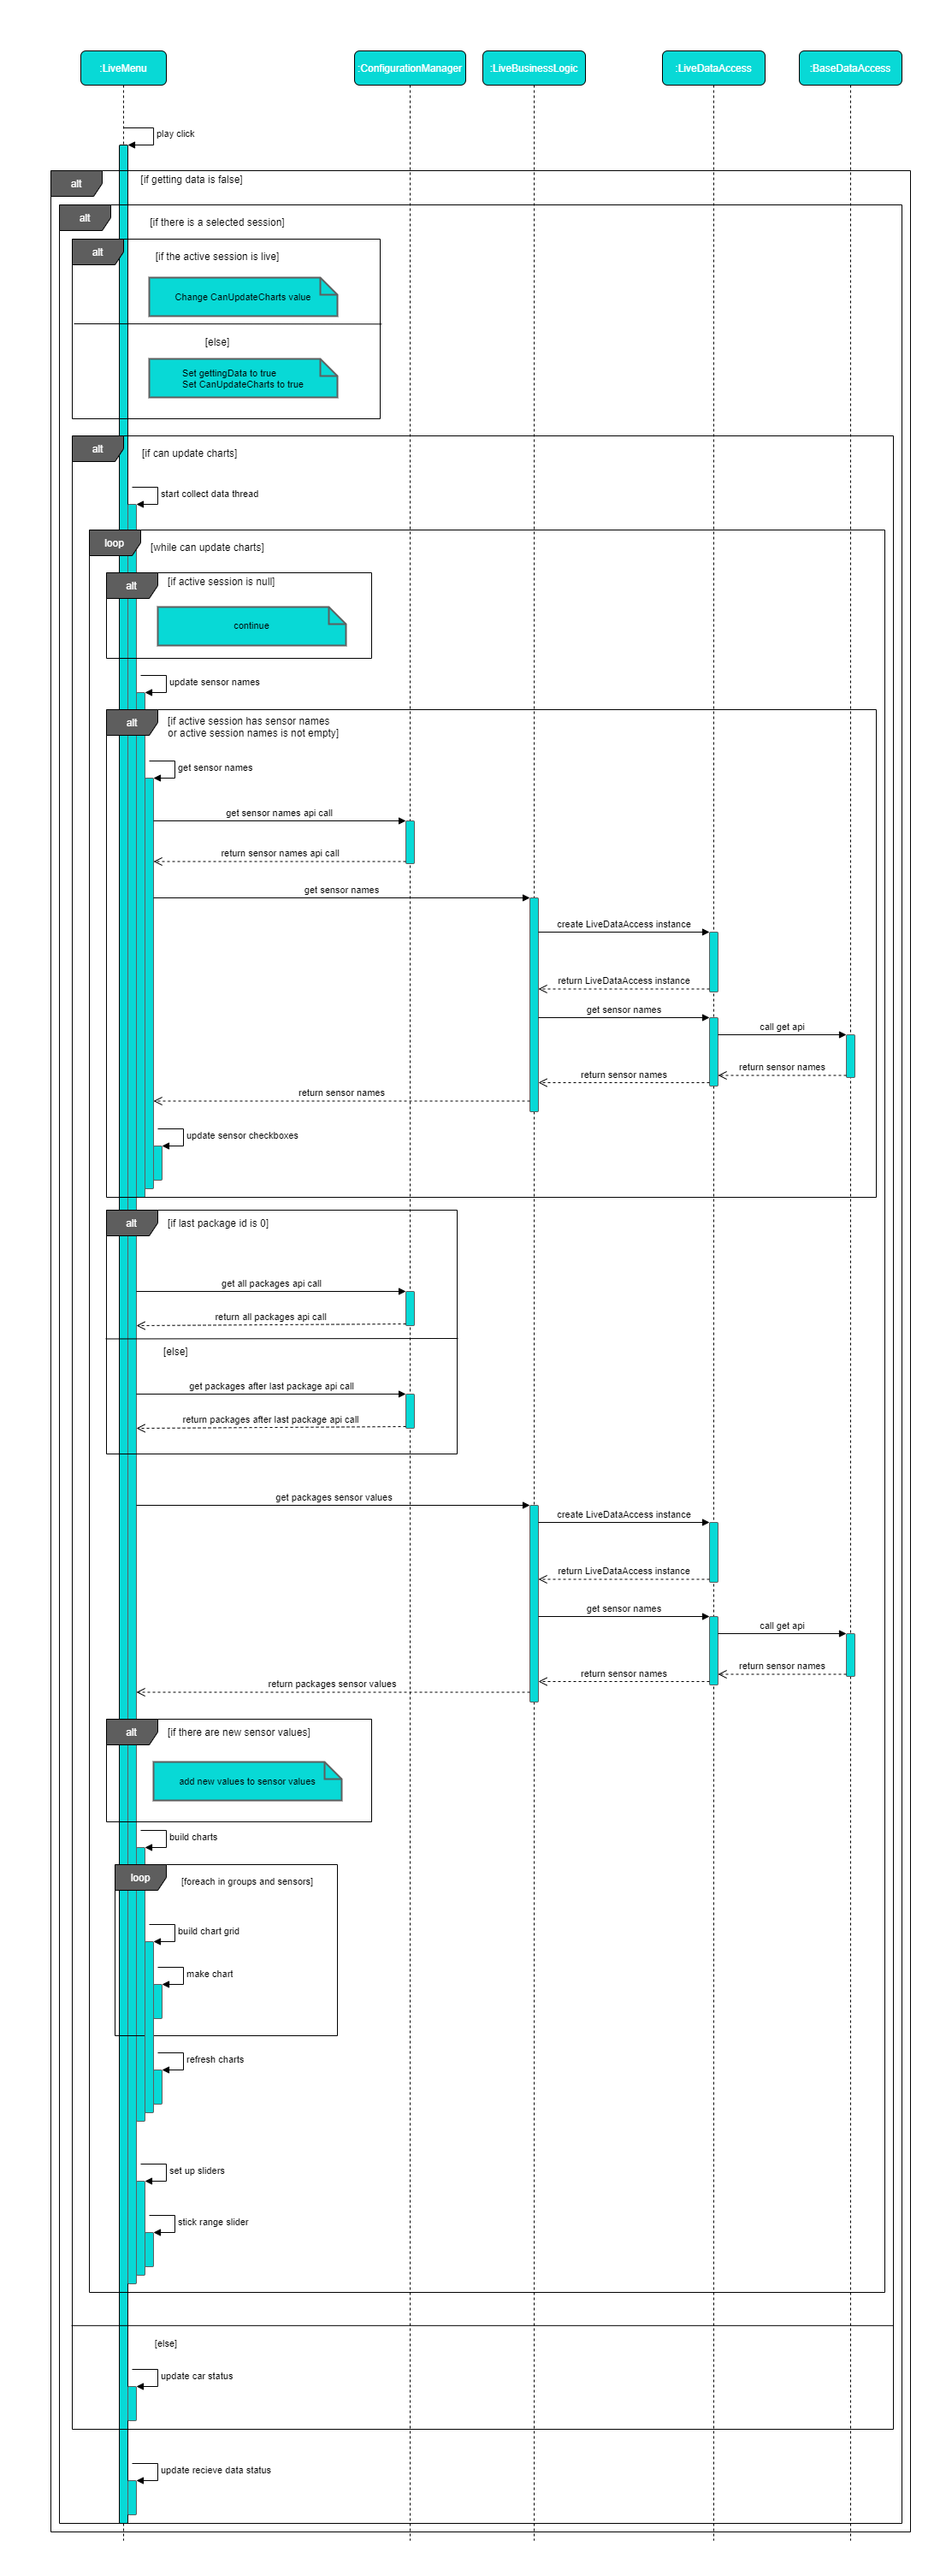 :LiveMenu
:ConfigurationManager
:LiveBusinessLogic
:LiveDataAccess
:BaseDataAccess
play click
alt
[if getting data is false]
alt
[if there is a selected session]
alt
[if the active session is live]
Change CanUpdateCharts value
[else]
Set gettingData to true
Set CanUpdateCharts to true
alt
[if can update charts]
start collect data thread
loop
[while can update charts]
alt
[if active session is null]
continue
update sensor names
alt
[if active session has sensor names
or active session names is not empty]
get sensor names
get sensor names api call
return sensor names api call
get sensor names
create LiveDataAccess instance
return LiveDataAccess instance
get sensor names
call get api
return sensor names
return sensor names
return sensor names
update sensor checkboxes
alt
[if last package id is 0]
get all packages api call
return all packages api call
[else]
get packages after last package api call
return packages after last package api call
get packages sensor values
create LiveDataAccess instance
return LiveDataAccess instance
get sensor names
call get api
return sensor names
return sensor names
return packages sensor values
alt
[if there are new sensor values]
add new values to sensor values
build charts
loop
[foreach in groups and sensors]
build chart grid
make chart
refresh charts
set up sliders
stick range slider
[else]
update car status
update recieve data status